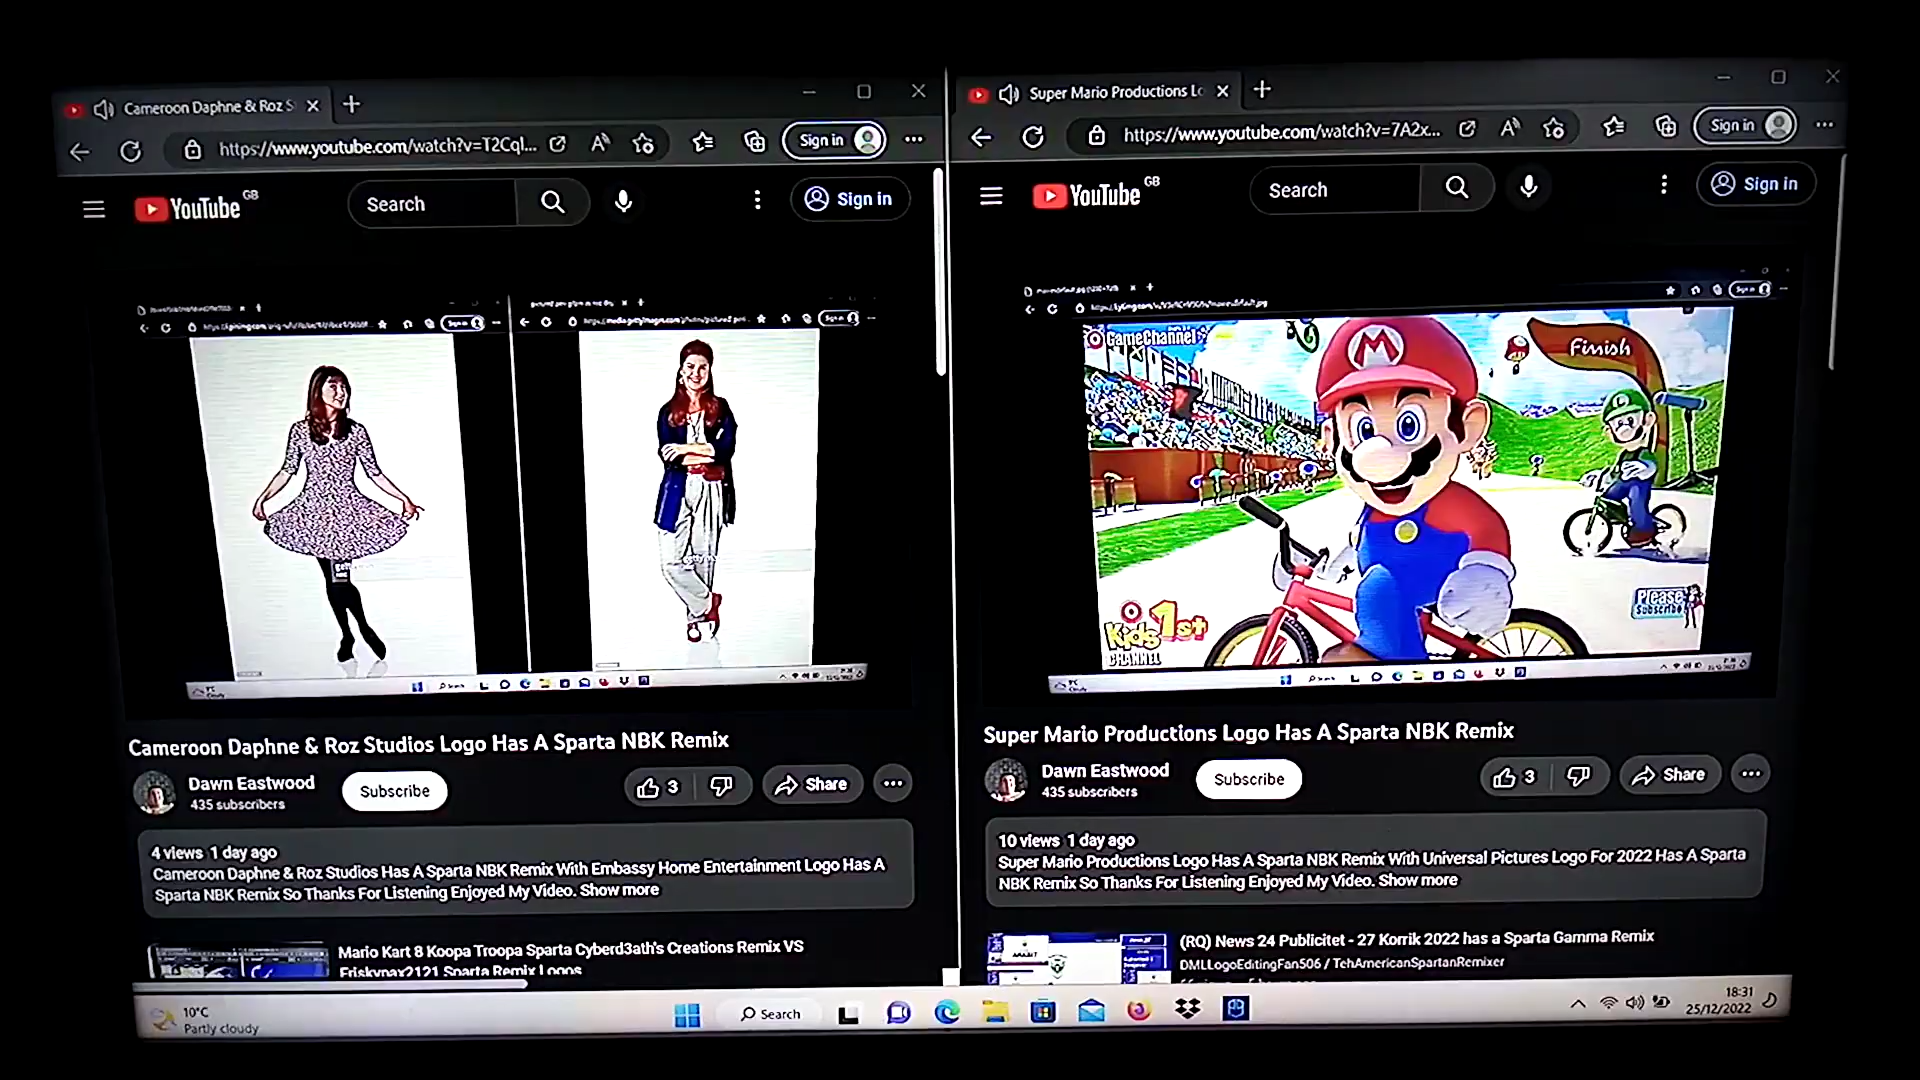 Cameroon Daphne & Roz S
https://www.youtube.com/watch?v=T2Cql...
Sign in
YouTube GB
Search
Sign in
Cameroon Daphne & Roz Studios Logo Has A Sparta NBK Remix
Dawn Eastwood
435 subscribers
Subscribe
3
Share
4 views 1 day ago
Cameroon Daphne & Roz Studios Has A Sparta NBK Remix With Embassy Home Entertainment Logo Has A
Sparta NBK Remix So Thanks For Listening Enjoyed My Video. Show more
Mario Kart 8 Koopa Troopa Sparta Cyberd3ath's Creations Remix VS
Friskynax2121 Sparta Remix Logos
Super Mario Productions Lo
https://www.youtube.com/watch?v=7A2x...
Sign in
YouTube GB
Search
Sign in
GameChannel
Finish
M
L
Kids 1st
CHANNEL
Please
Subscribe
Super Mario Productions Logo Has A Sparta NBK Remix
Dawn Eastwood
435 subscribers
Subscribe
3
Share
10 views 1 day ago
Super Mario Productions Logo Has A Sparta NBK Remix With Universal Pictures Logo For 2022 Has A Sparta
NBK Remix So Thanks For Listening Enjoyed My Video. Show more
(RQ) News 24 Publicitet - 27 Korrik 2022 has a Sparta Gamma Remix
DMLLogoEditingFan506 / TehAmericanSpartanRemixer
10°C
Partly cloudy
Search
18:31
25/12/2022